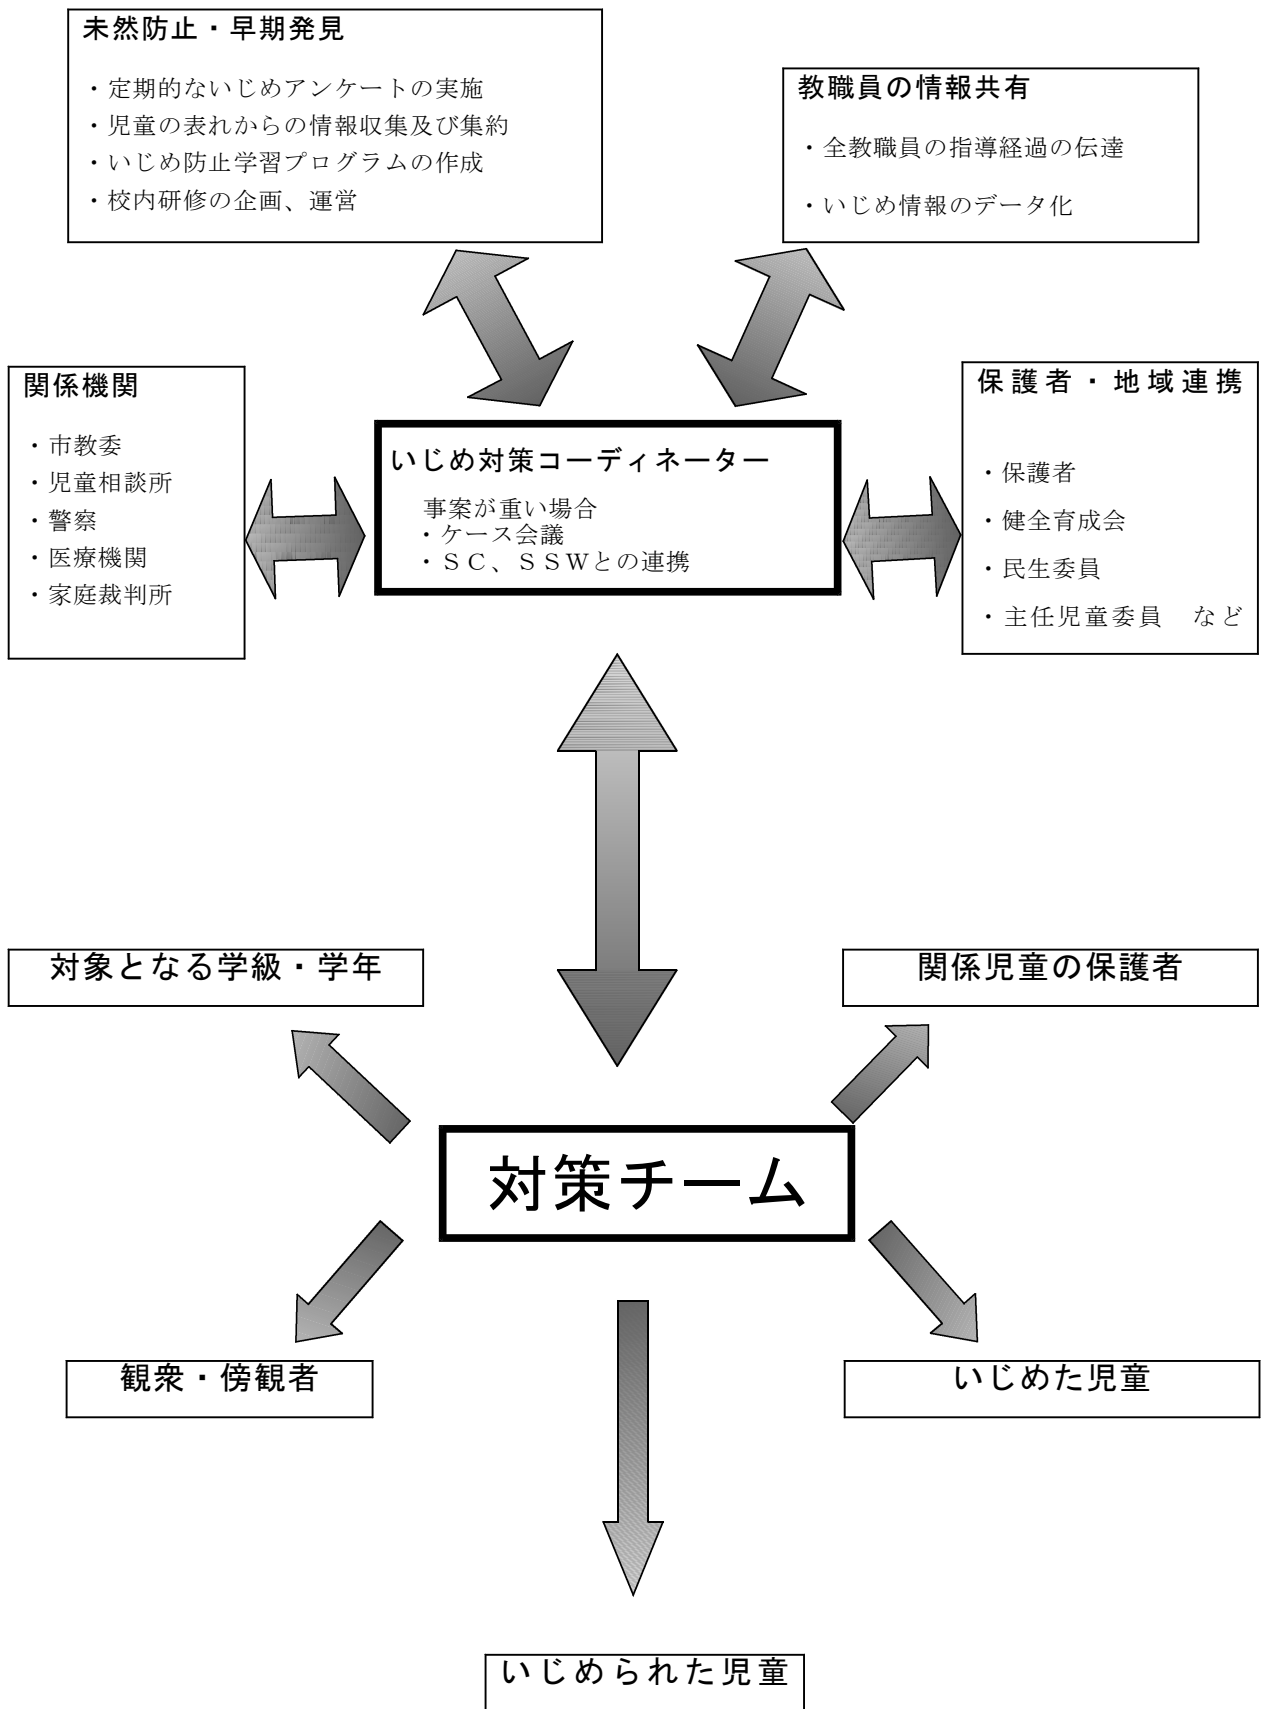 未然防止・早期発見
・定期的ないじめアンケートの実施
・児童の表れからの情報収集及び集約
・いじめ防止学習プログラムの作成
・校内研修の企画、運営
教職員の情報共有
・全教職員の指導経過の伝達
・いじめ情報のデータ化
関係機関
・市教委
・児童相談所
・警察
・医療機関
・家庭裁判所
いじめ対策コーディネーター
事案が重い場合
・ケース会議
・ＳＣ、ＳＳＷとの連携
保護者・地域連携
・保護者
・健全育成会
・民生委員
・主任児童委員　など
対象となる学級・学年
関係児童の保護者
対策チーム
観衆・傍観者
いじめた児童
いじめられた児童